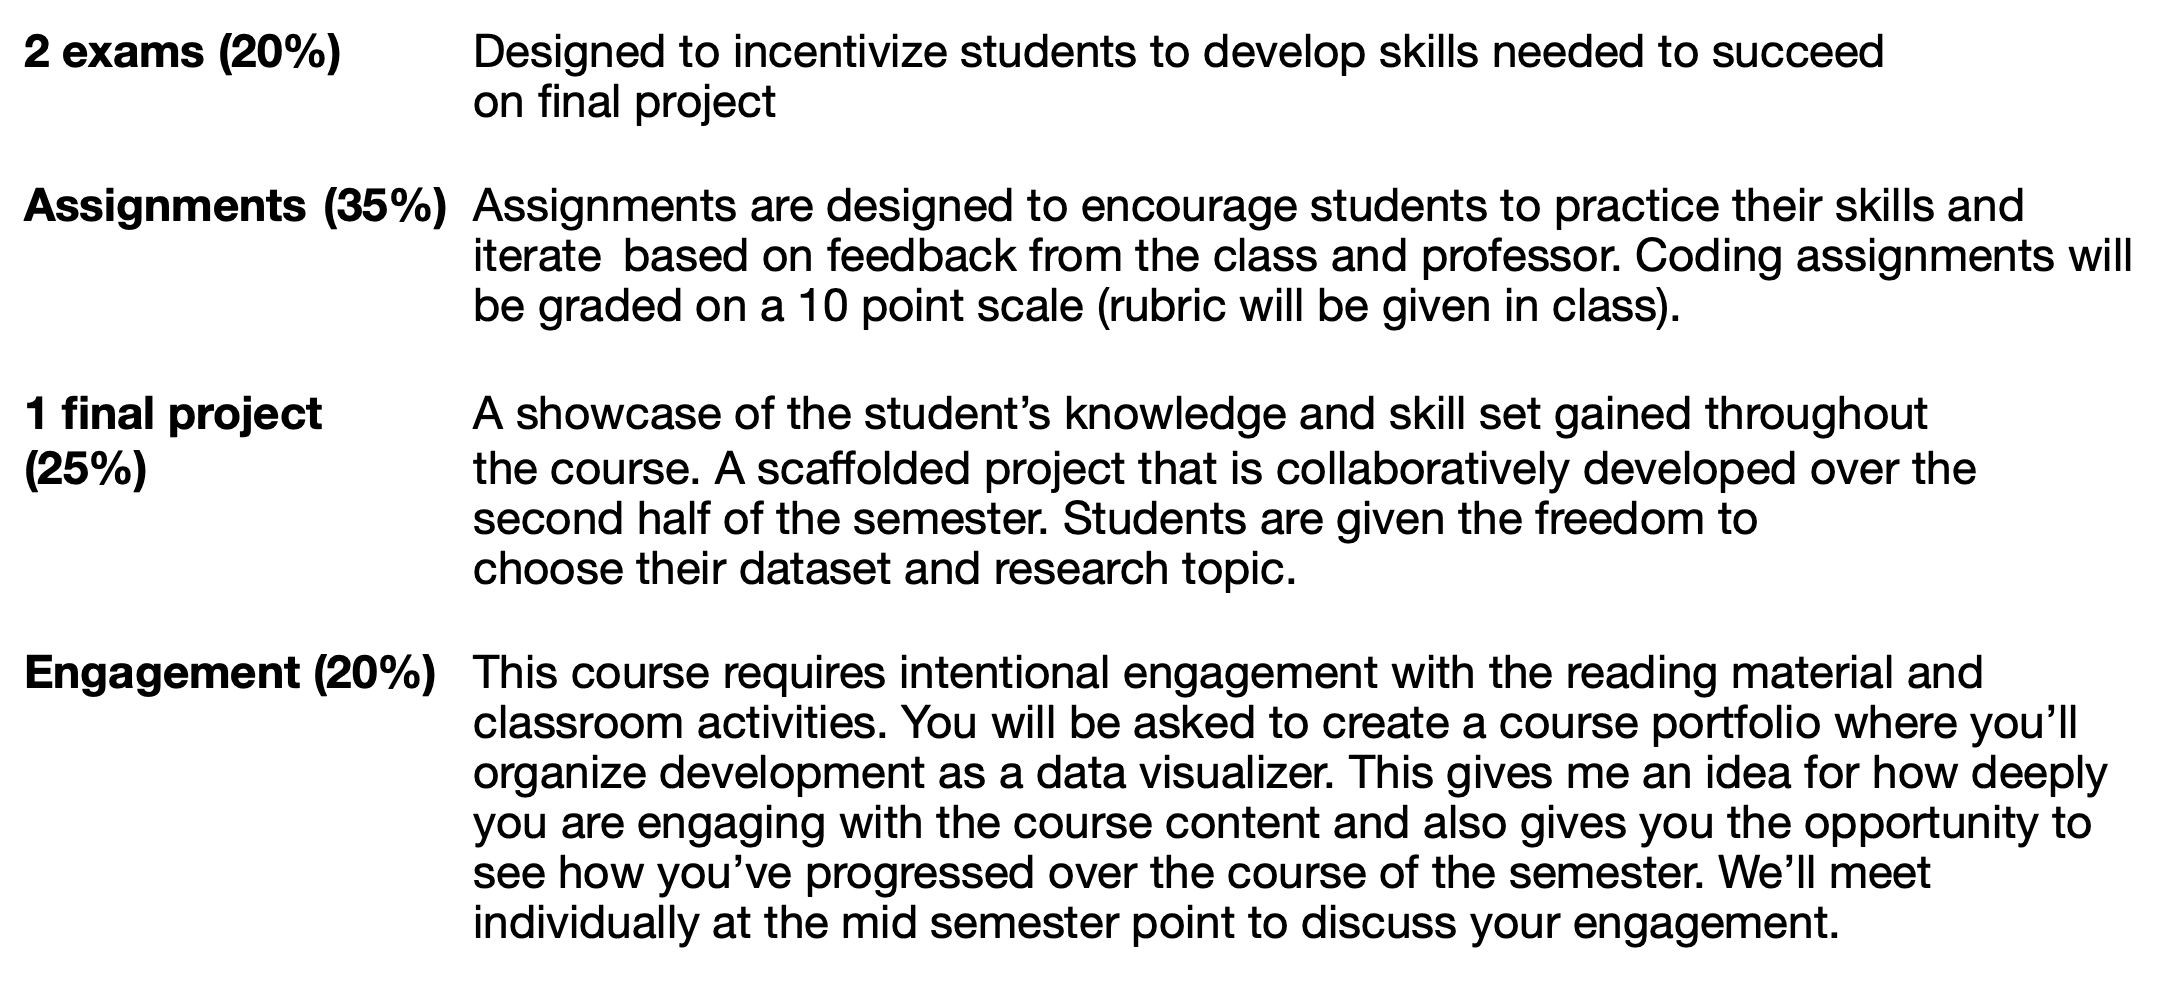 2 exams (20%) Designed to incentivize students to develop skills needed to succeed
on final project
Assignments (35%) Assignments are designed to encourage students to practice their skills and
iterate  based on feedback from the class and professor. Coding assignments will
be graded on a 10 point scale (rubric will be given in class).
1 final project A showcase of the student’s knowledge and skill set gained throughout
(25%) the course. A scaffolded project that is collaboratively developed over the
second half of the semester. Students are given the freedom to
choose their dataset and research topic.
Engagement (20%) This course requires intentional engagement with the reading material and
classroom activities. You will be asked to create a course portfolio where you’ll
organize development as a data visualizer. This gives me an idea for how deeply
you are engaging with the course content and also gives you the opportunity to
see how you’ve progressed over the course of the semester. We’ll meet
individually at the mid semester point to discuss your engagement.